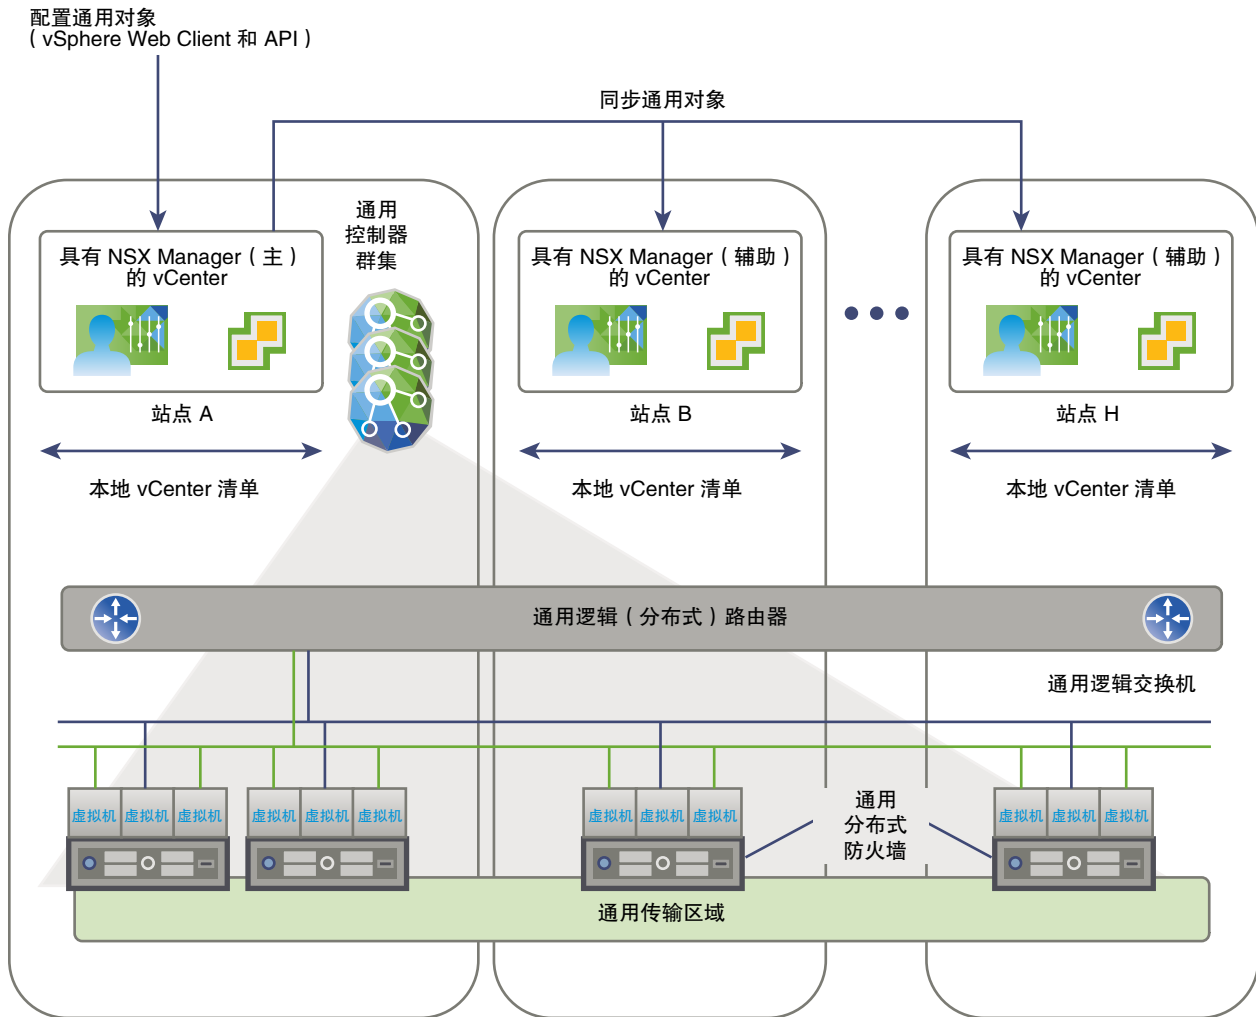 配置通用对象
（vSphere Web Client 和 API）
同步通用对象
通用
控制器
群集
具有 NSX Manager（主）
的 vCenter
具有 NSX Manager（辅助）
的 vCenter
具有 NSX Manager（辅助）
的 vCenter
站点 A
站点 B
站点 H
本地 vCenter 清单
本地 vCenter 清单
本地 vCenter 清单
通用逻辑（分布式）路由器
通用逻辑交换机
虚拟机 虚拟机 虚拟机
虚拟机 虚拟机 虚拟机
虚拟机 虚拟机 虚拟机
虚拟机 虚拟机 虚拟机
通用
分布式
防火墙
通用传输区域